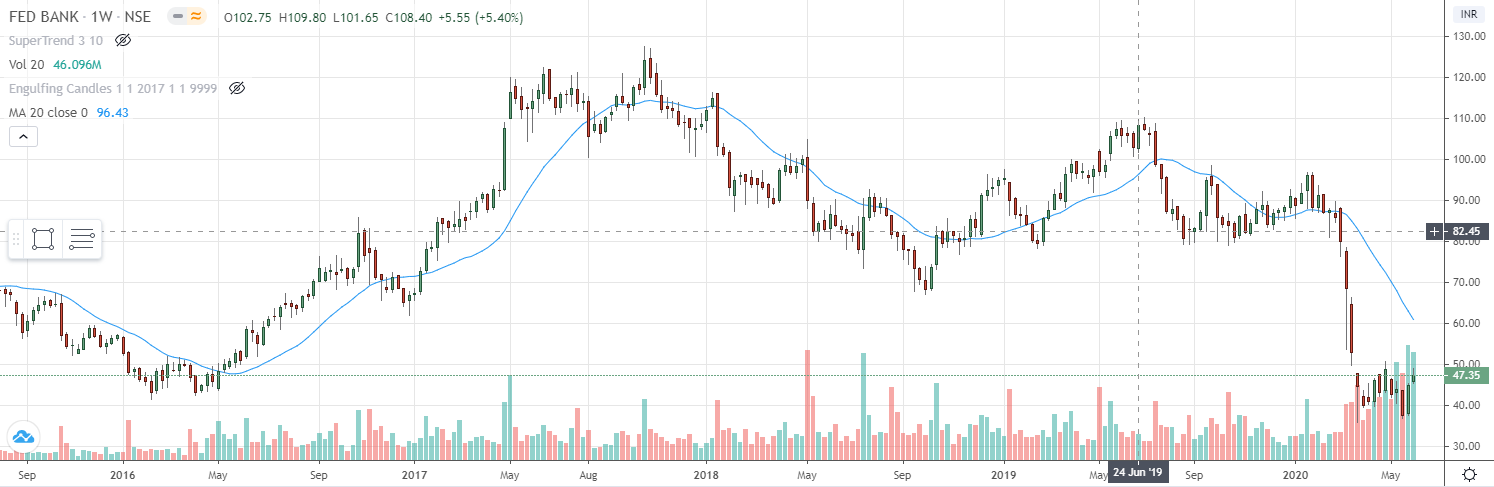 FED BANK · 1W · NSE O102.75 H109.80 L101.65 C108.40 +5.55 (+5.40%)
INR
SuperTrend 3 10
Vol 20 46.096M
Engulfing Candles 1 1 2017 1 1 9999
MA 20 close 0 96.43
130.00
120.00
110.00
100.00
90.00
82.45
80.00
70.00
60.00
50.00
47.35
40.00
30.00
Sep 2016 May Sep 2017 May Aug 2018 May Sep 2019 May 24 Jun '19 Sep 2020 May